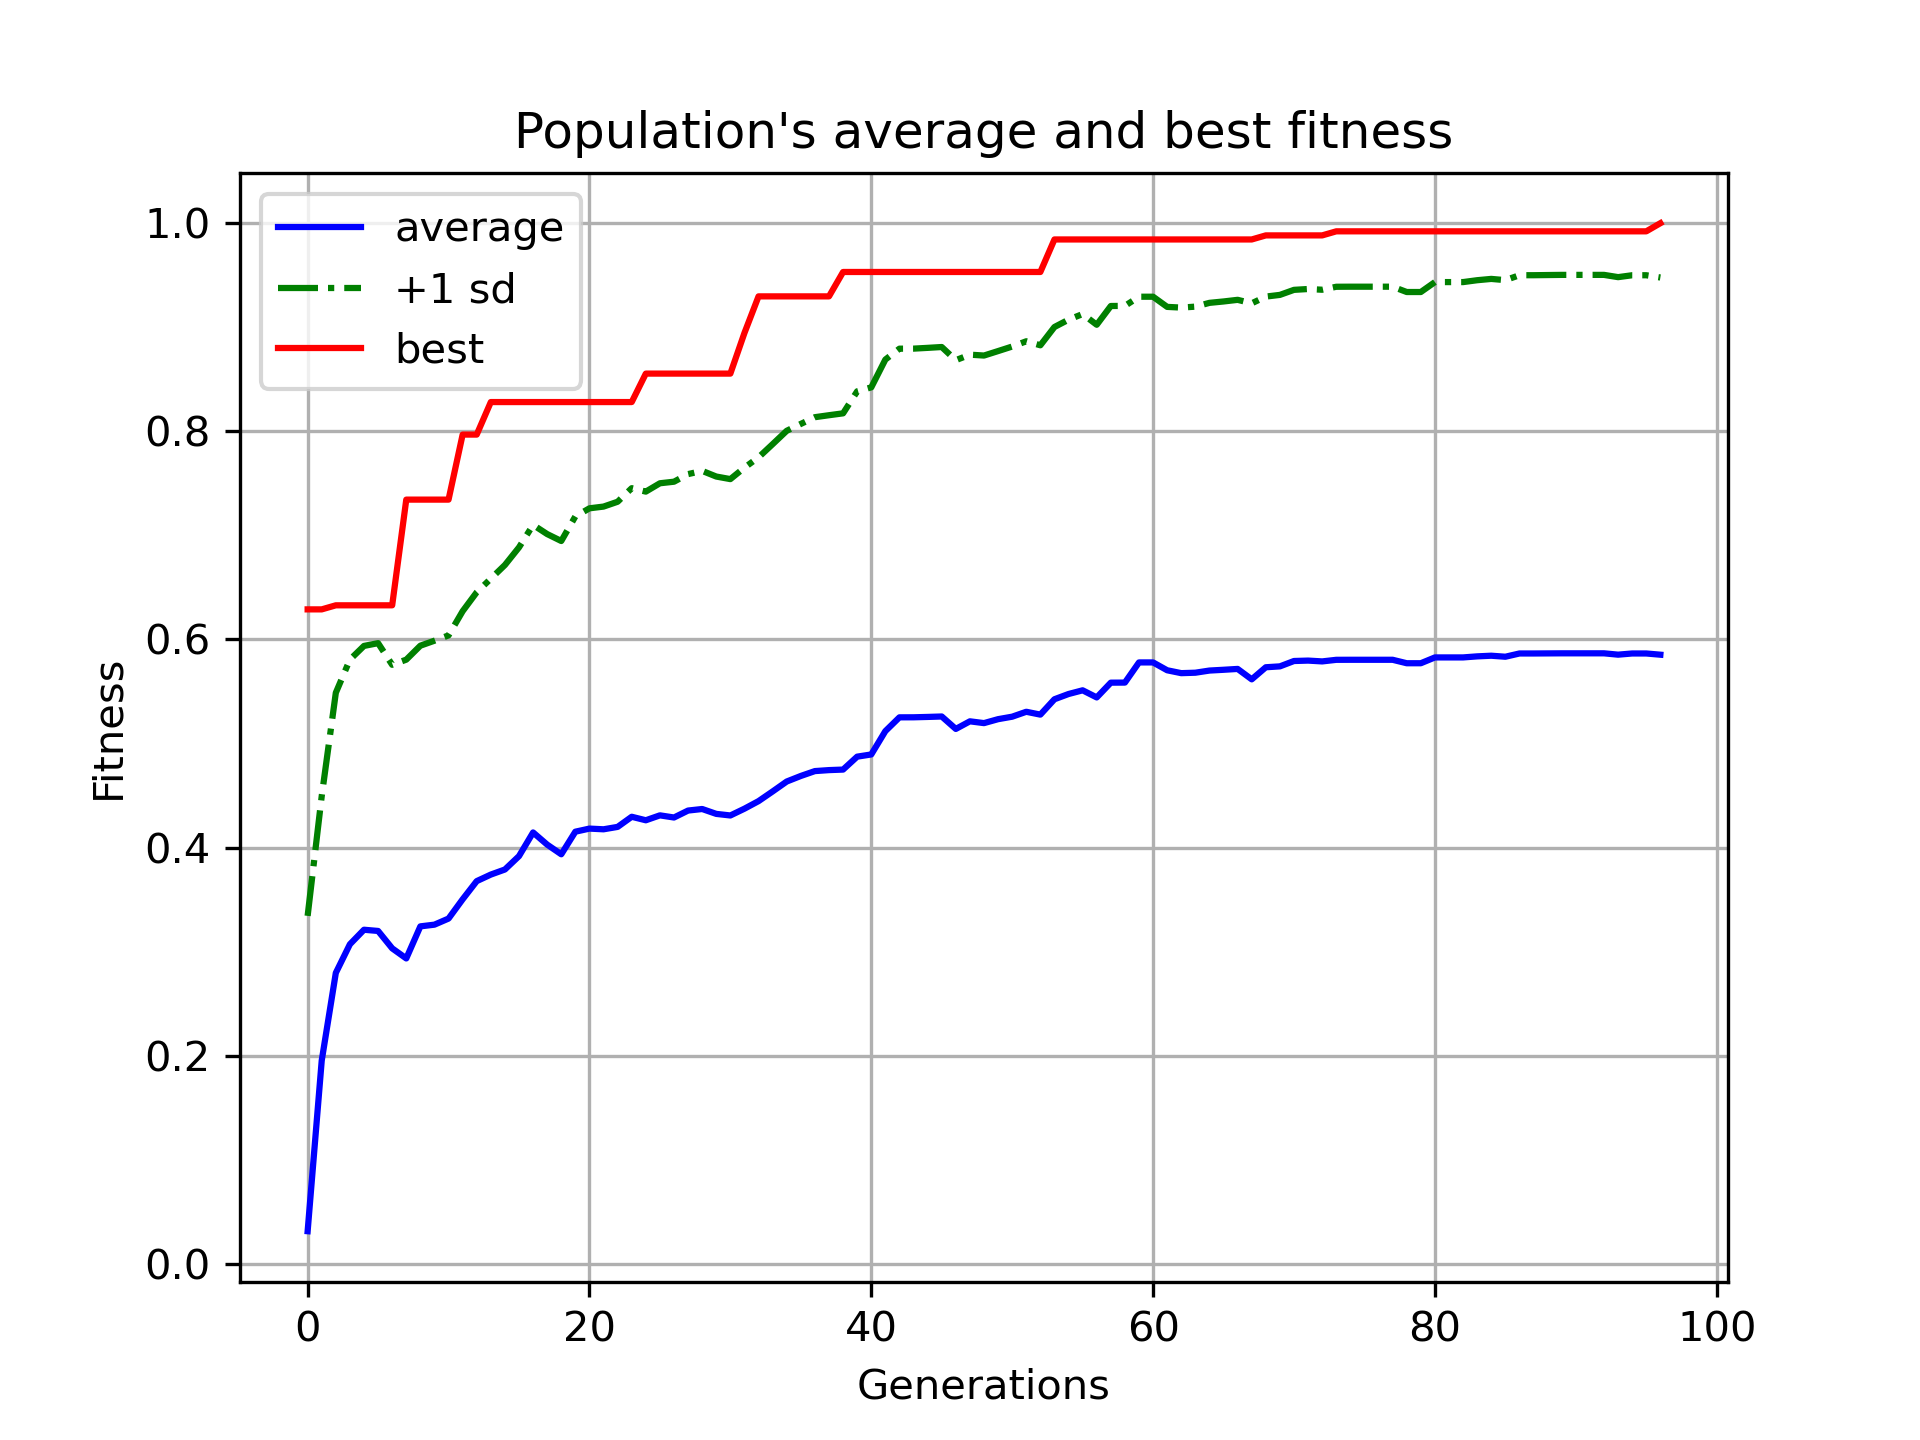 Population's average and best fitness
average
+1 sd
best
1.0
0.8
0.6
0.4
0.2
0.0
Fitness
0 20 40 60 80 100
Generations